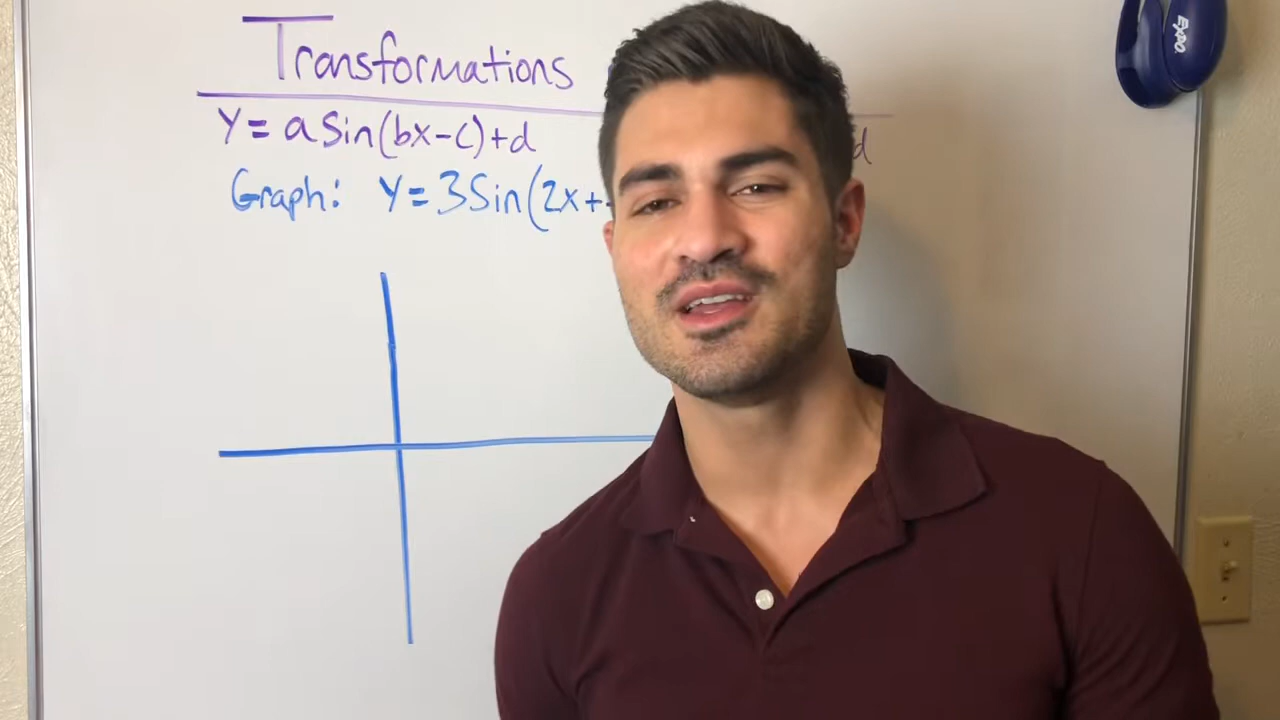 Transformations
Y = a Sin(bx-c)+d
d
Graph: Y = 3Sin(2x+
EXPO